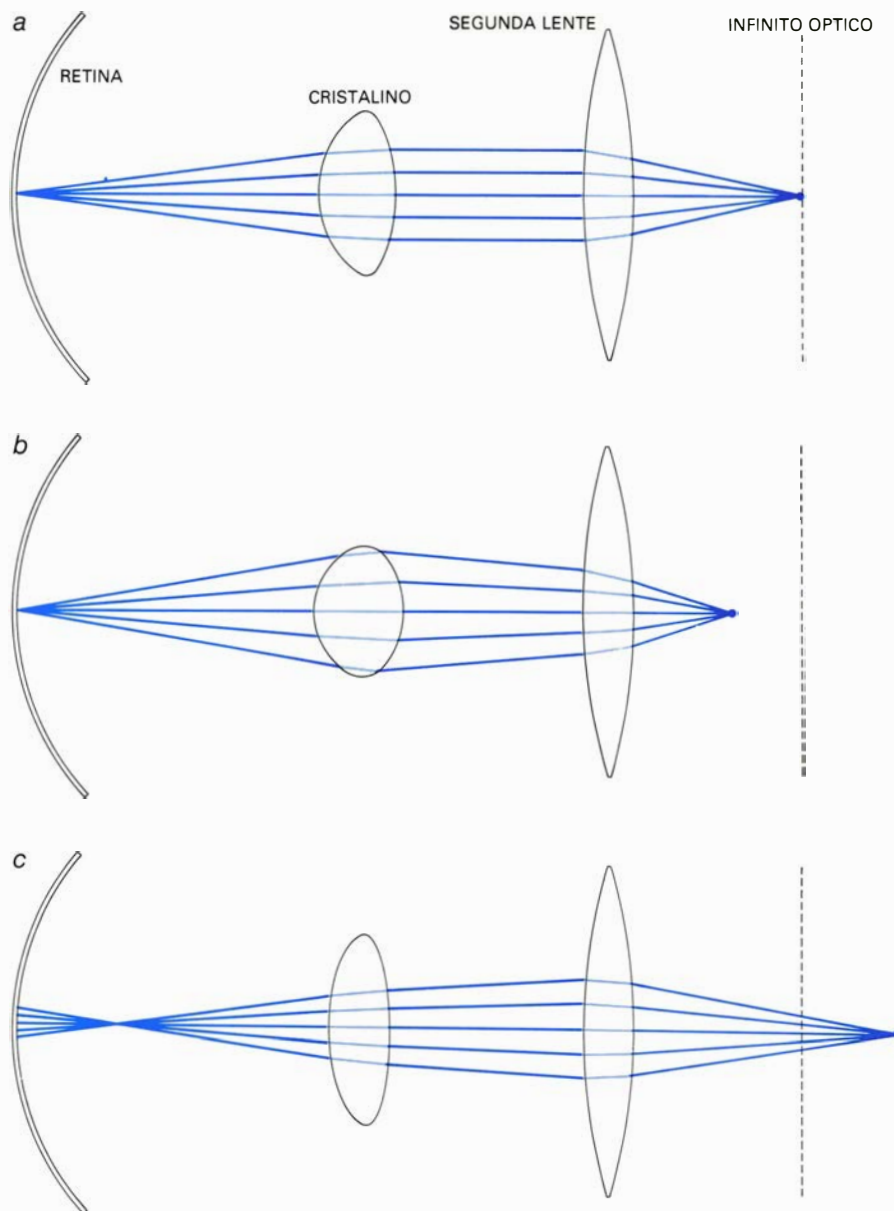 a
SEGUNDA LENTE
INFINITO OPTICO
RETINA
CRISTALINO
b
c